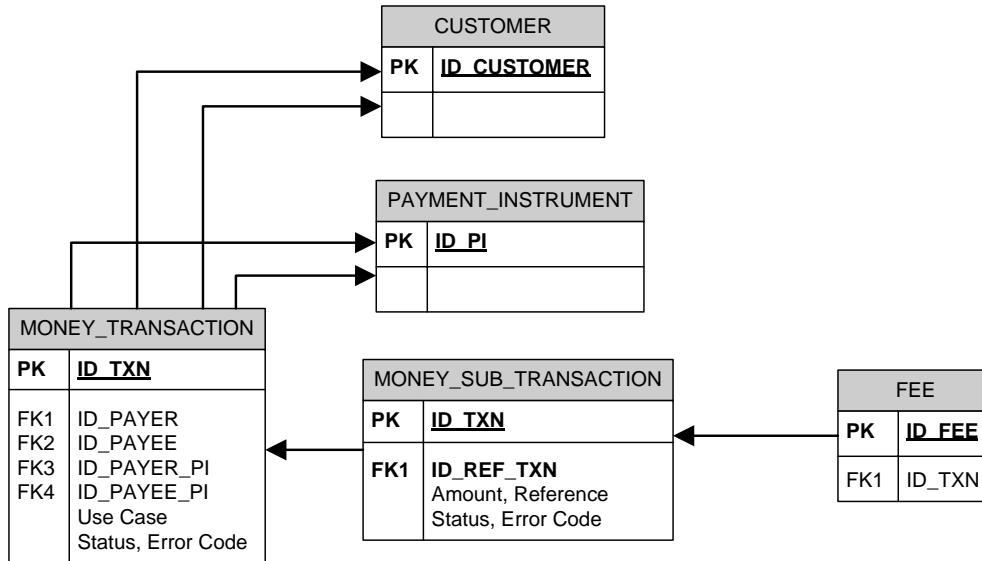 CUSTOMER
PK ID_CUSTOMER
PAYMENT_INSTRUMENT
PK ID_PI
MONEY_TRANSACTION
PK ID_TXN
FK1 ID_PAYER
FK2 ID_PAYEE
FK3 ID_PAYER_PI
FK4 ID_PAYEE_PI
Use Case
Status, Error Code
MONEY_SUB_TRANSACTION
PK ID_TXN
FK1 ID_REF_TXN
Amount, Reference
Status, Error Code
FEE
PK ID_FEE
FK1 ID_TXN